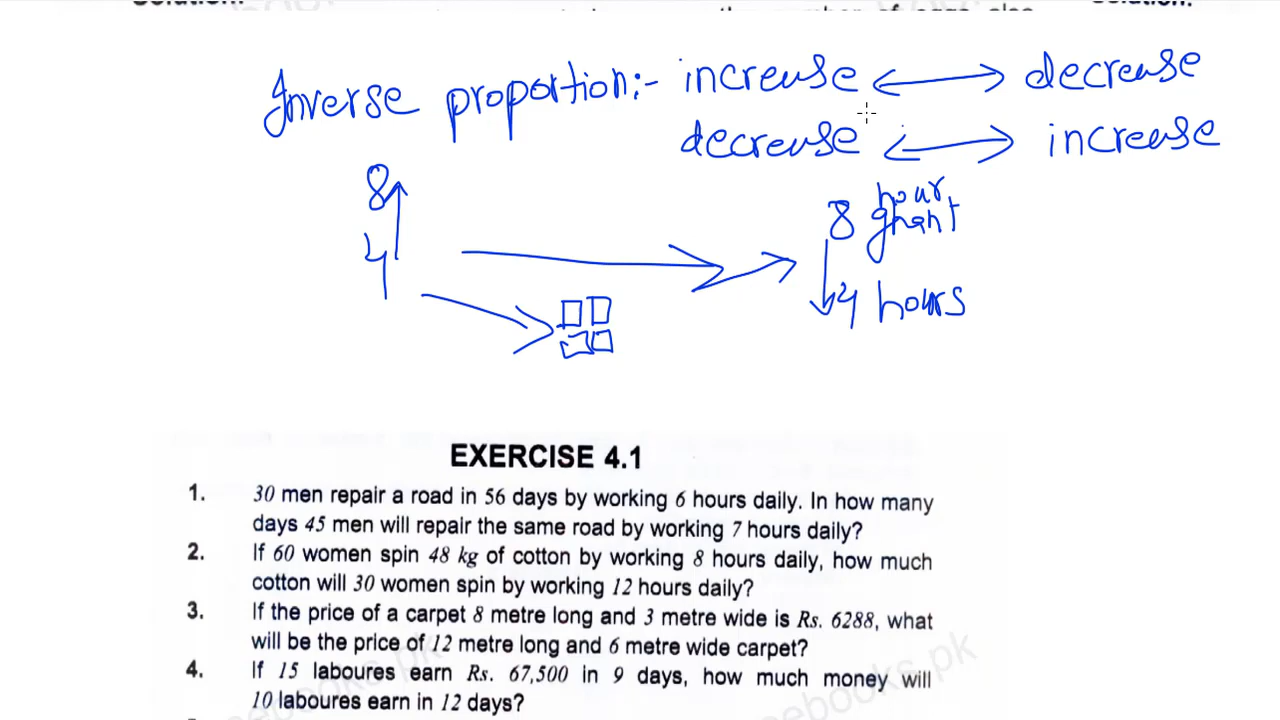 Solution:
Solution:
Inverse proportion:- increase ⟷ decrease
decrease ⟷ increase
8
4
8 hour
ghant
4 hours
EXERCISE 4.1
1. 30 men repair a road in 56 days by working 6 hours daily. In how many
days 45 men will repair the same road by working 7 hours daily?
2. If 60 women spin 48 kg of cotton by working 8 hours daily, how much
cotton will 30 women spin by working 12 hours daily?
3. If the price of a carpet 8 metre long and 3 metre wide is Rs. 6288, what
will be the price of 12 metre long and 6 metre wide carpet?
4. If 15 laboures earn Rs. 67,500 in 9 days, how much money will
10 laboures earn in 12 days?